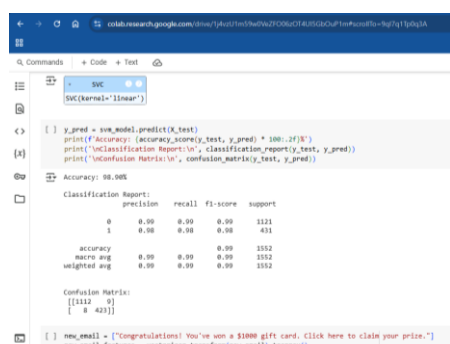 colab.research.google.com
Commands + Code + Text
SVC
SVC(kernel='linear')
[ ] y_pred = svm_model.predict(X_test)
print(f'Accuracy: {accuracy_score(y_test, y_pred) * 100:.2f}%')
print('\nClassification Report:\n', classification_report(y_test, y_pred))
print('\nConfusion Matrix:\n', confusion_matrix(y_test, y_pred))
Accuracy: 98.90%
Classification Report:
precision recall f1-score support
0 0.99 0.99 0.99 1121
1 0.98 0.98 0.98 431
accuracy 0.99 1552
macro avg 0.99 0.99 0.99 1552
weighted avg 0.99 0.99 0.99 1552
Confusion Matrix:
[[1112 9]
[ 8 423]]
[ ] new_email = ["Congratulations! You've won a $1000 gift card. Click here to claim your prize."]